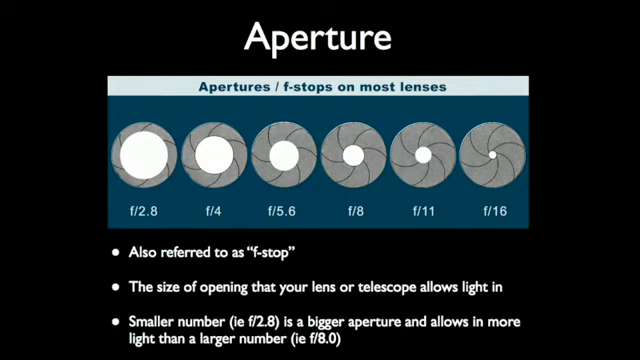 Aperture
Apertures / f-stops on most lenses
f/2.8 f/4 f/5.6 f/8 f/11 f/16
• Also referred to as “f-stop”
• The size of opening that your lens or telescope allows light in
• Smaller number (ie f/2.8) is a bigger aperture and allows in more
light than a larger number (ie f/8.0)